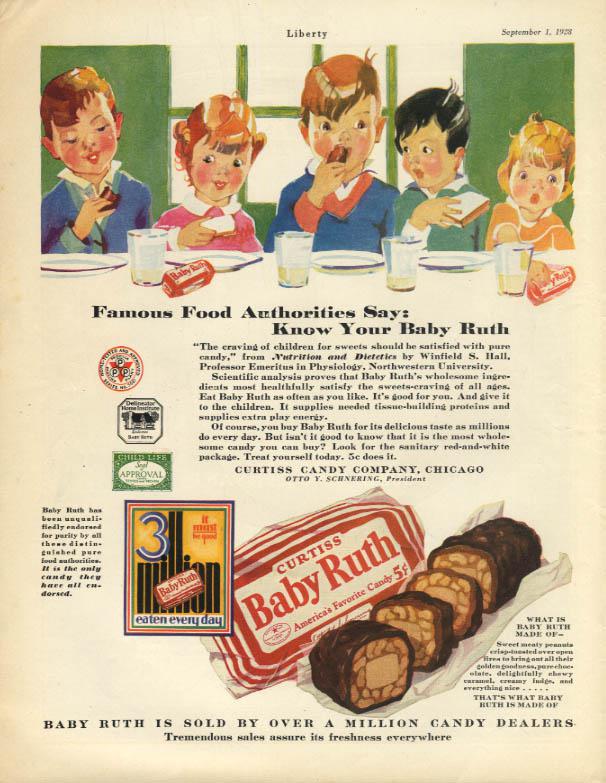 Liberty
September 1, 1928
Baby Ruth
Baby Ruth
Famous Food Authorities Say:
Know Your Baby Ruth
"The craving of children for sweets should be satisfied with pure
candy," from Nutrition and Dietetics by Winfield S. Hall,
Professor Emeritus in Physiology, Northwestern University.
Scientific analysis proves that Baby Ruth's wholesome ingre-
dients most healthfully satisfy the sweets-craving of all ages.
Eat Baby Ruth as often as you like. It's good for you. And give it
to the children. It supplies needed tissue-building proteins and
supplies extra play energy.
Of course, you buy Baby Ruth for its delicious taste as millions
do every day. But isn't it good to know that it is the most whole-
some candy you can buy? Look for the sanitary red-and-white
package. Treat yourself today. 5c does it.
CURTISS CANDY COMPANY, CHICAGO
OTTO Y. SCHNERING, President
Delineator
Home Institute
BABY RUTH
CHILD LIFE
Seal
of
APPROVAL
Baby Ruth has
been unquali-
fiedly endorsed
for purity by all
these distin-
guished pure
food authorities.
It is the only
candy they
have all en-
dorsed.
3
million
it
must
be good
Baby Ruth
eaten every day
CURTISS
Baby Ruth
America's Favorite Candy 5¢
WHAT IS
BABY RUTH
MADE OF—
Sweet meaty peanuts
crisp-toasted over open
fires to bring out all their
golden goodness, pure choc-
olate, delightfully chewy
caramel, creamy fudge, and
everything nice . . . . .
THAT'S WHAT BABY
RUTH IS MADE OF
BABY RUTH IS SOLD BY OVER A MILLION CANDY DEALERS
Tremendous sales assure its freshness everywhere